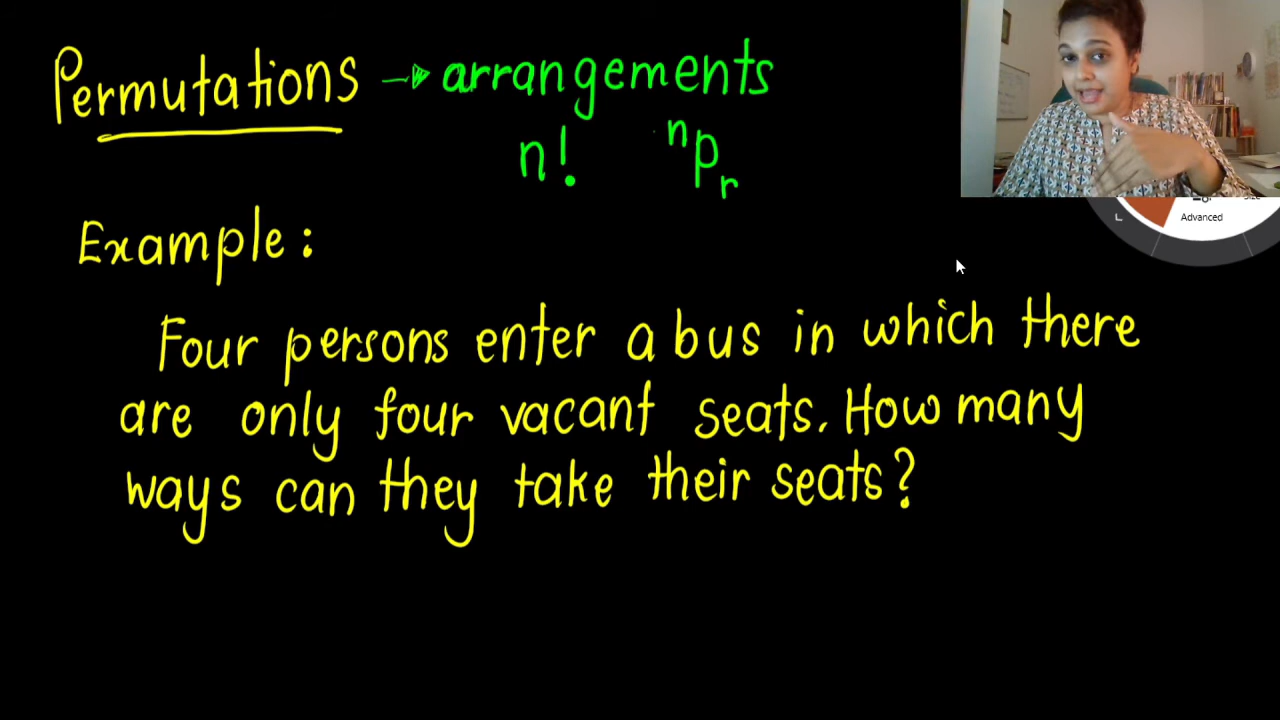 Permutations → arrangements
n! ⁿPᵣ
Advanced
Example:
Four persons enter a bus in which there
are only four vacant seats. How many
ways can they take their seats?